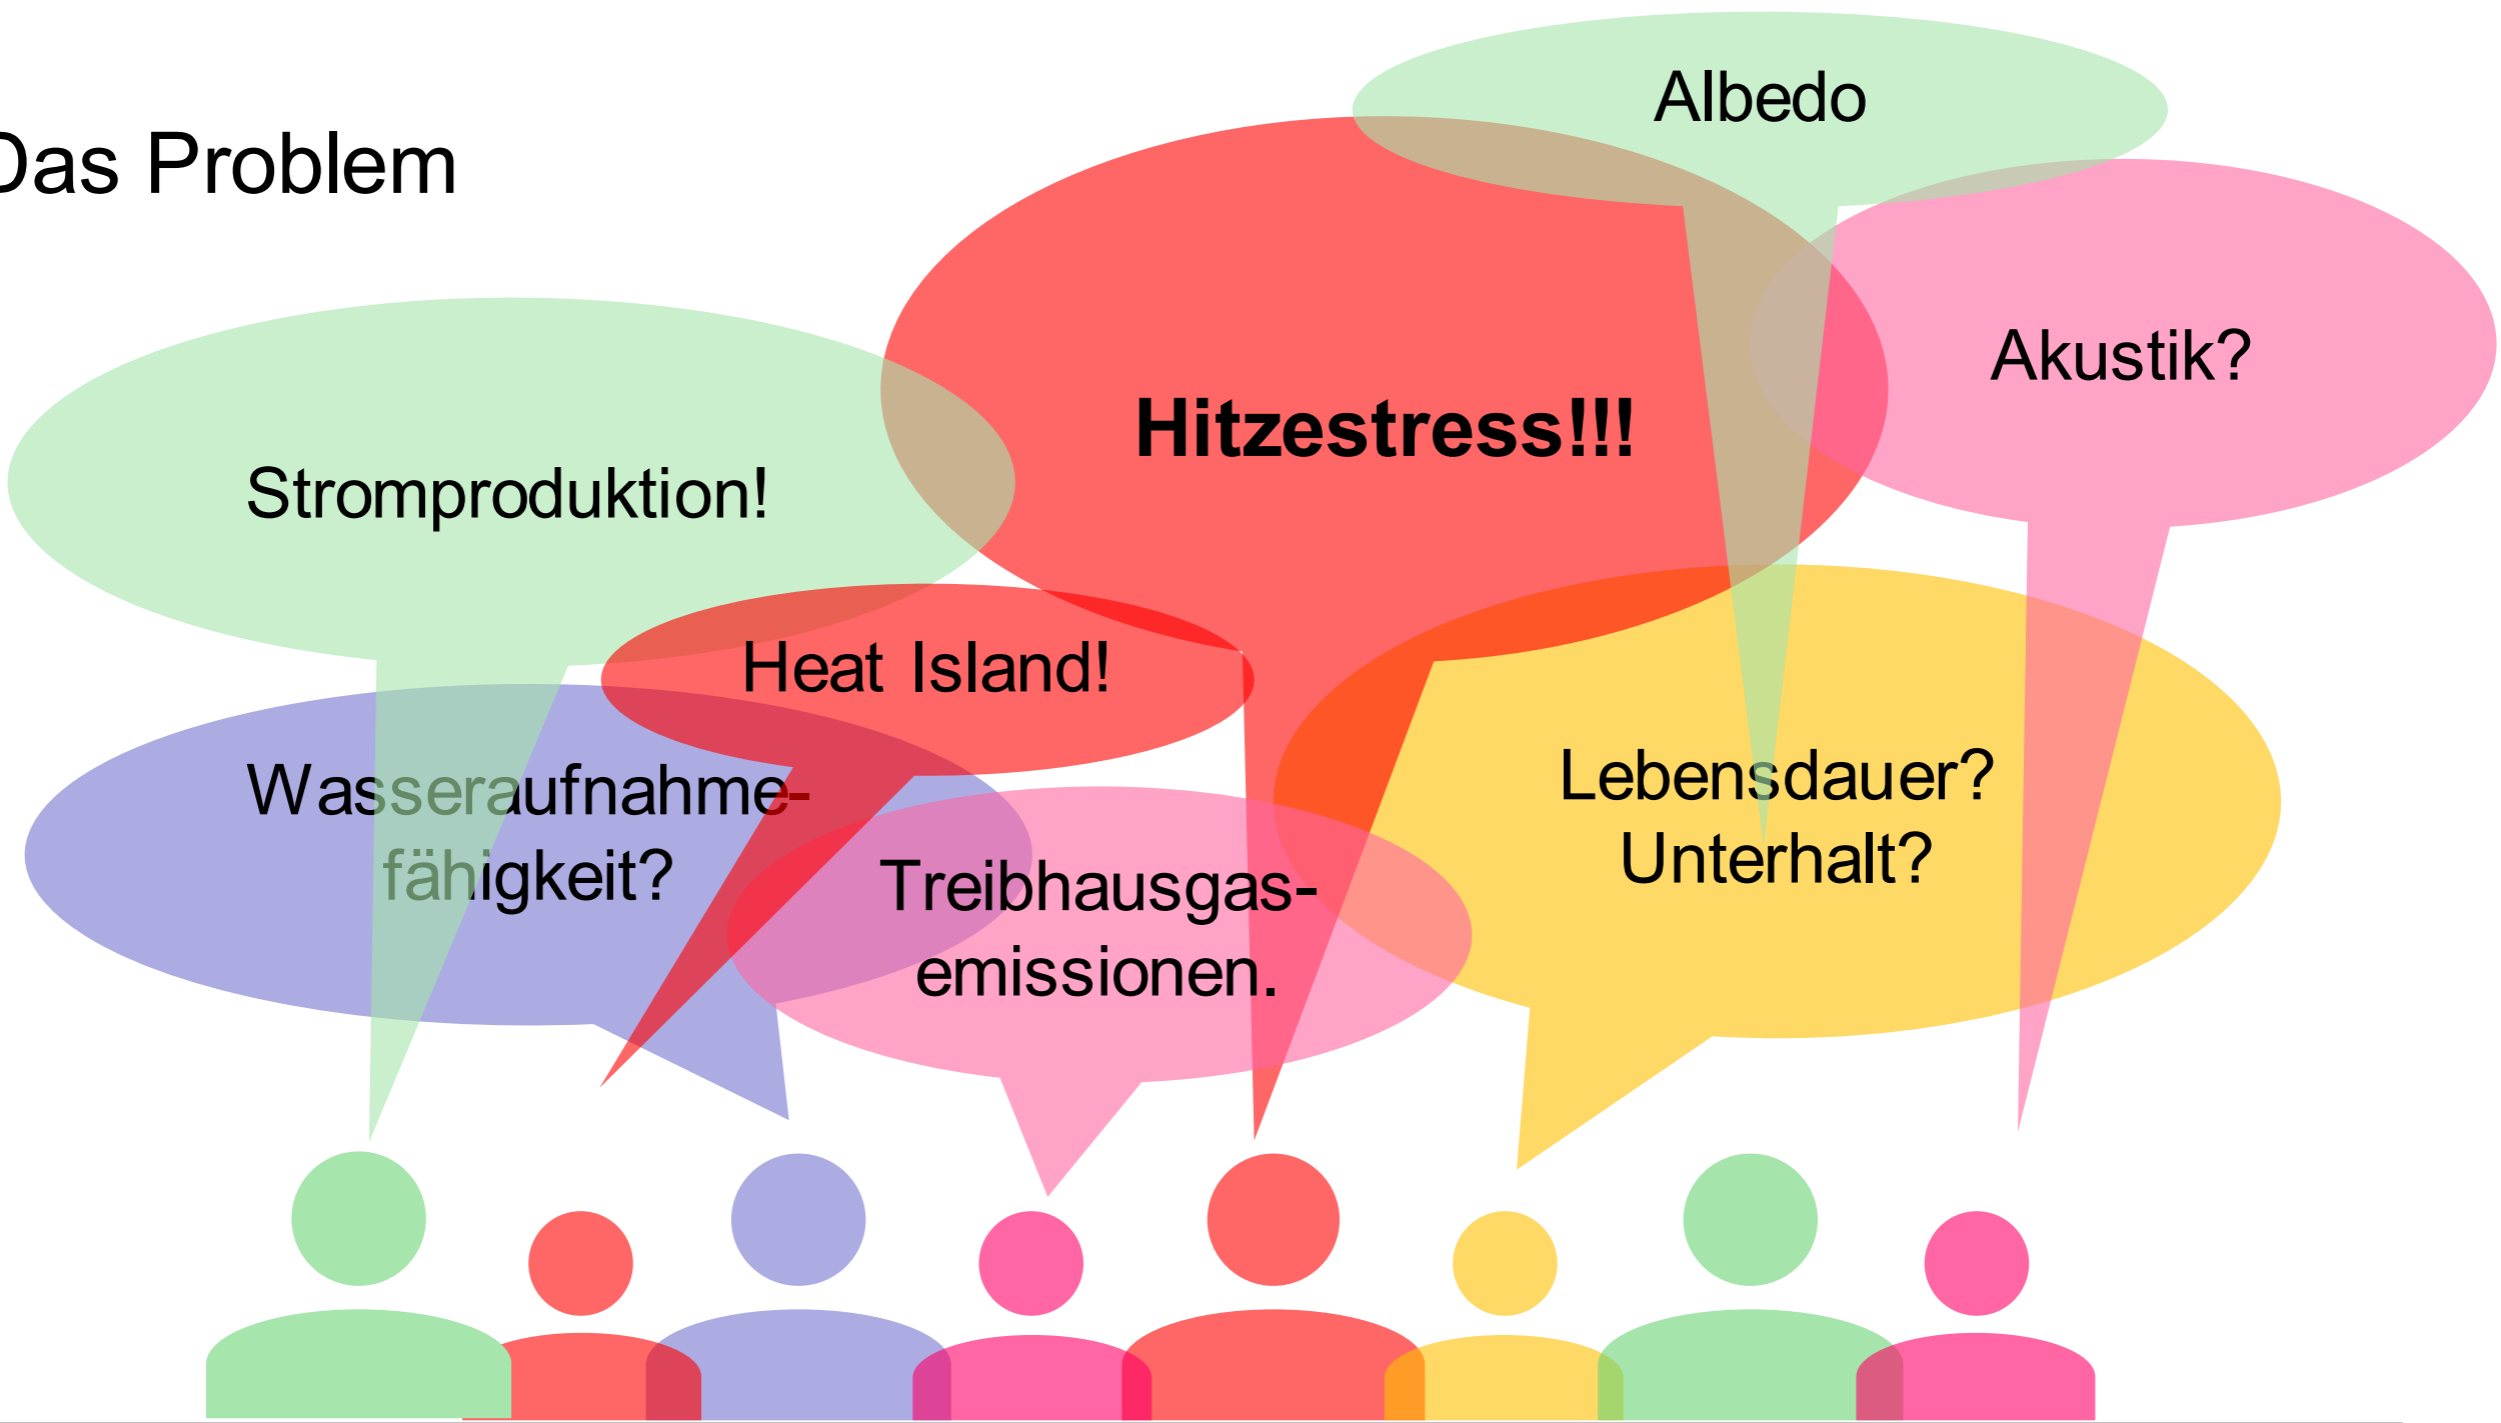 Das Problem
Albedo
Akustik?
Hitzestress!!!
Stromproduktion!
Heat Island!
Wasseraufnahme-
fähigkeit?
Treibhausgas-
emissionen.
Lebensdauer?
Unterhalt?